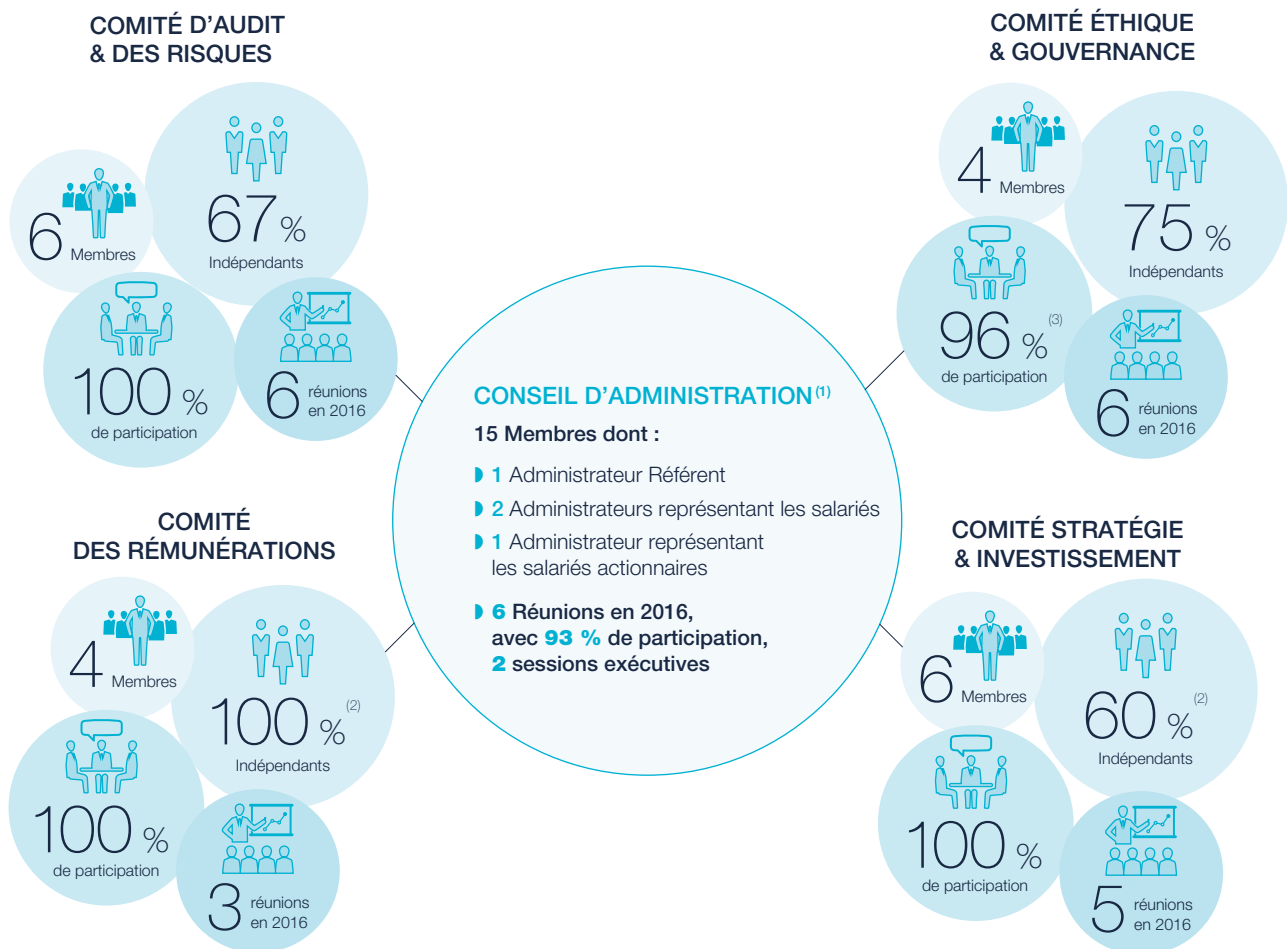 COMITÉ D'AUDIT
& DES RISQUES
6 Membres
67 %
Indépendants
100 %
de participation
6 réunions
en 2016
COMITÉ ÉTHIQUE
& GOUVERNANCE
4 Membres
75 %
Indépendants
96 % (3)
de participation
6 réunions
en 2016
CONSEIL D'ADMINISTRATION (1)
15 Membres dont :
1 Administrateur Référent
2 Administrateurs représentant les salariés
1 Administrateur représentant
les salariés actionnaires
6 Réunions en 2016,
avec 93 % de participation,
2 sessions exécutives
COMITÉ
DES RÉMUNÉRATIONS
4 Membres
100 % (2)
Indépendants
100 %
de participation
3 réunions
en 2016
COMITÉ STRATÉGIE
& INVESTISSEMENT
6 Membres
60 % (2)
Indépendants
100 %
de participation
5 réunions
en 2016